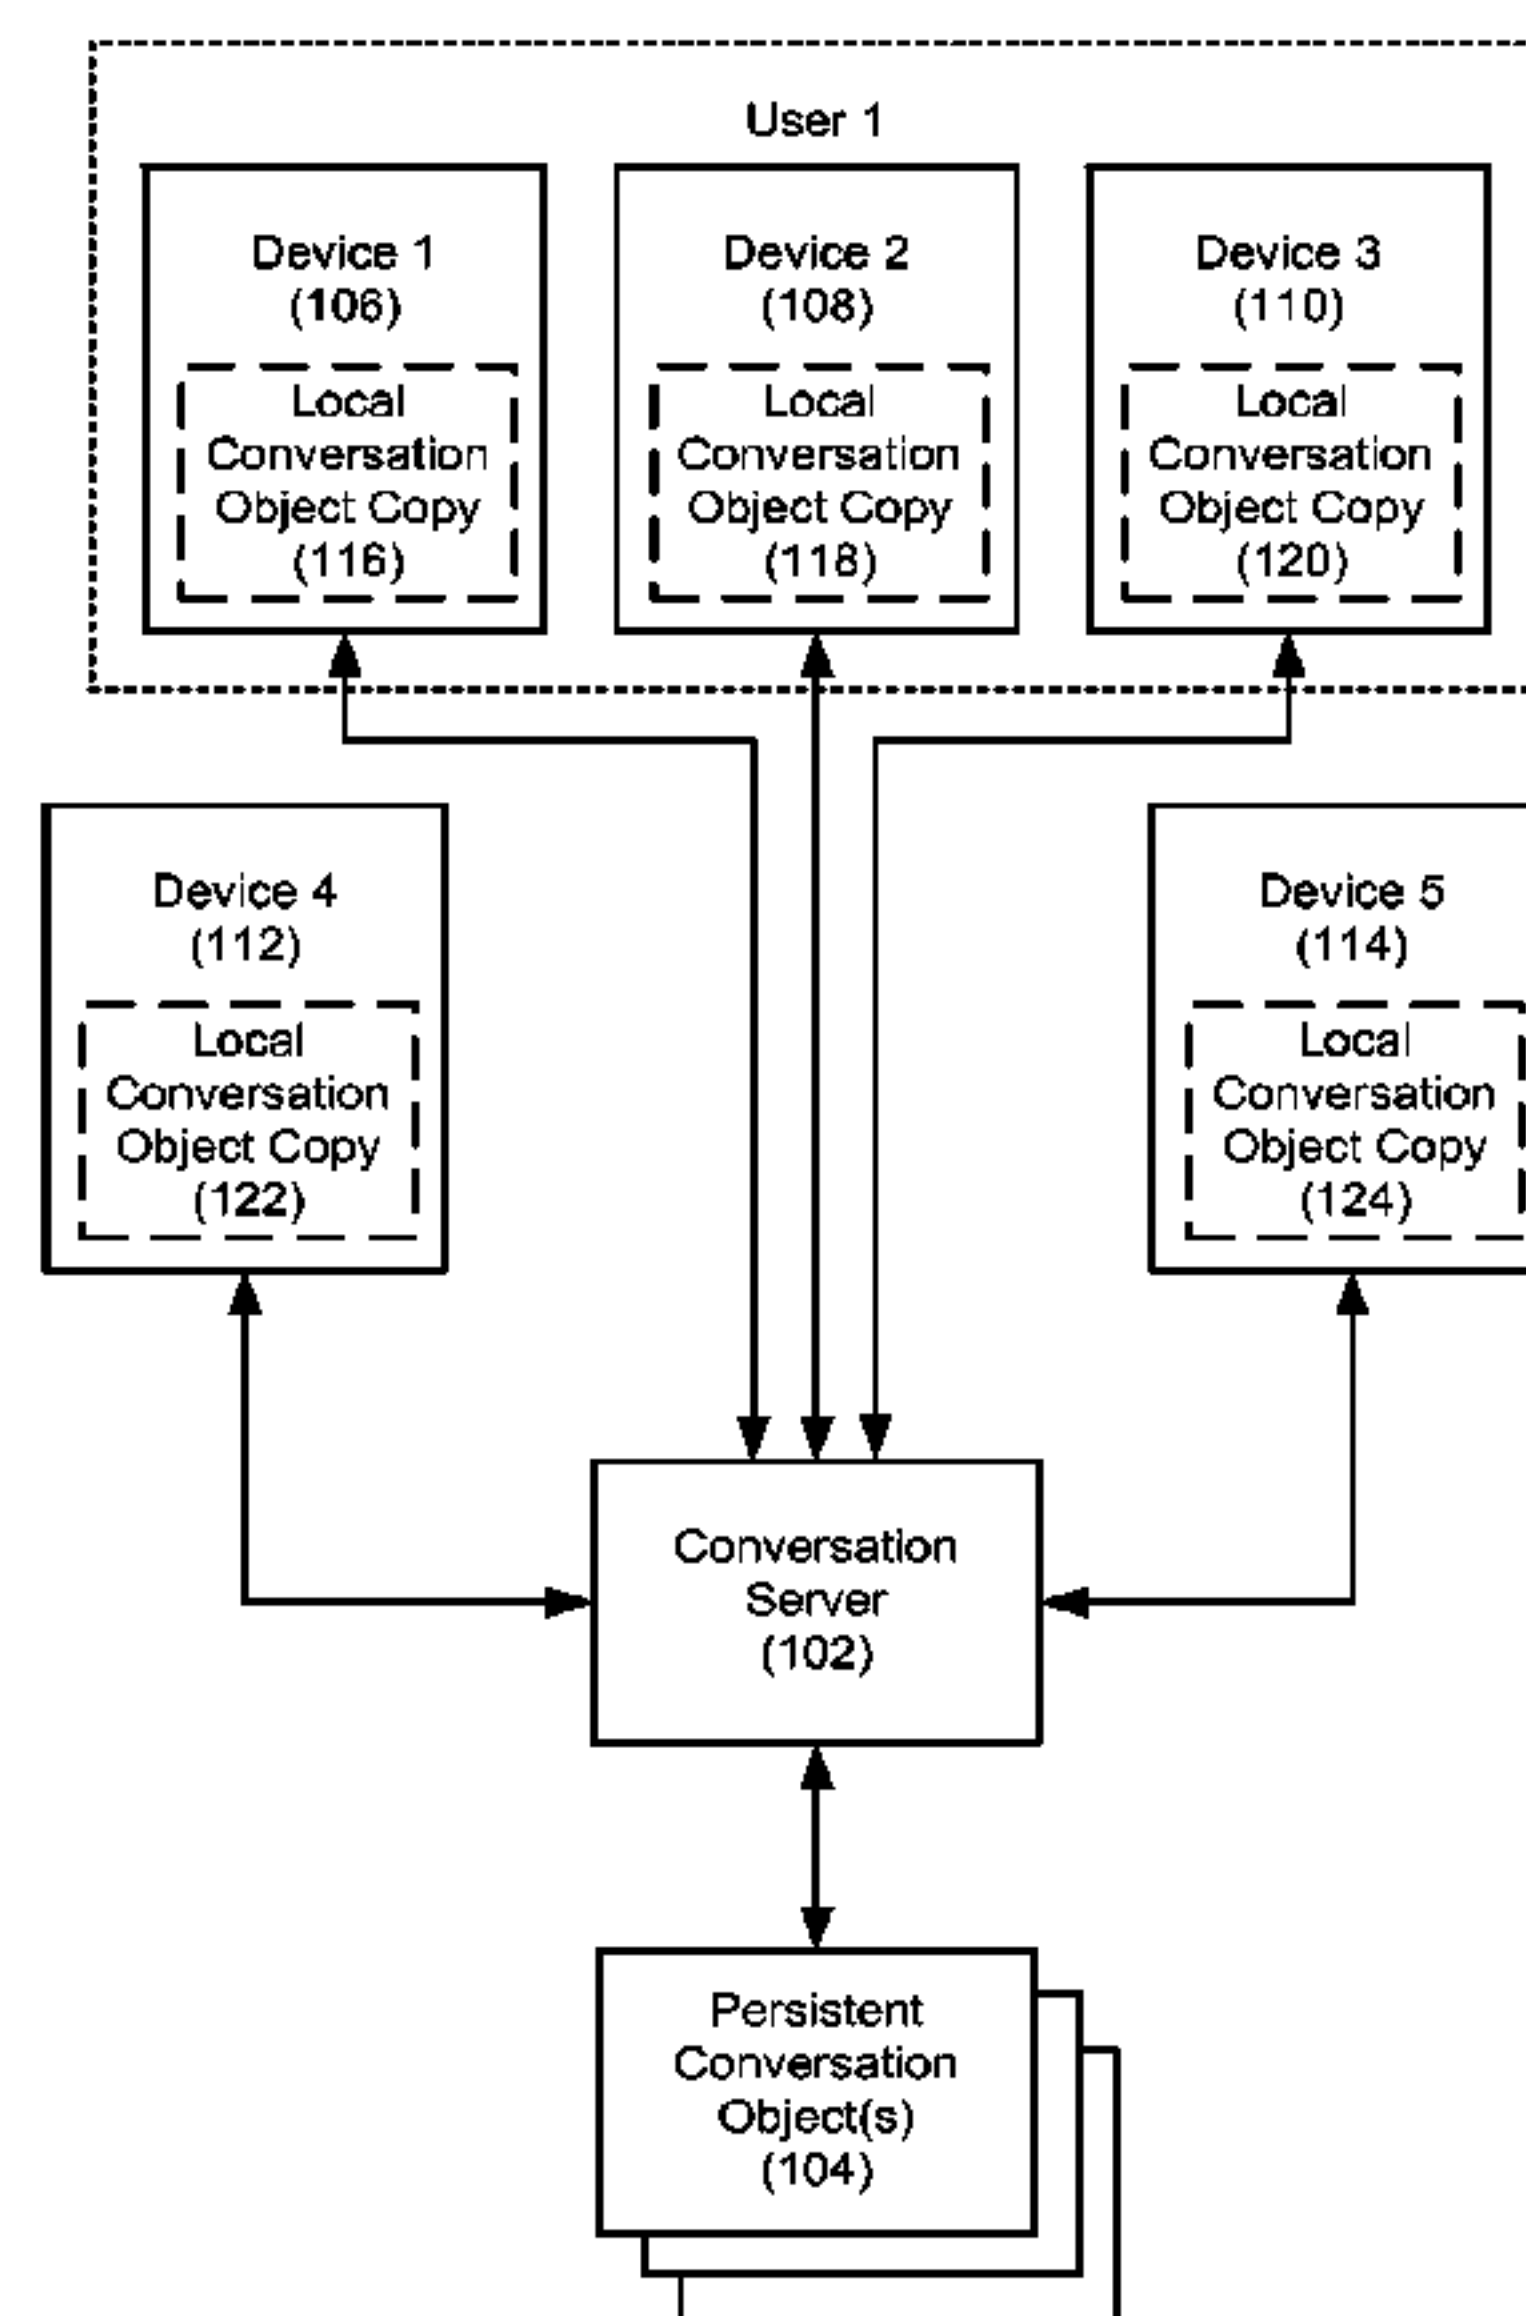 User 1
Device 1
(106)
Local
Conversation
Object Copy
(116)
Device 2
(108)
Local
Conversation
Object Copy
(118)
Device 3
(110)
Local
Conversation
Object Copy
(120)
Device 4
(112)
Local
Conversation
Object Copy
(122)
Device 5
(114)
Local
Conversation
Object Copy
(124)
Conversation
Server
(102)
Persistent
Conversation
Object(s)
(104)